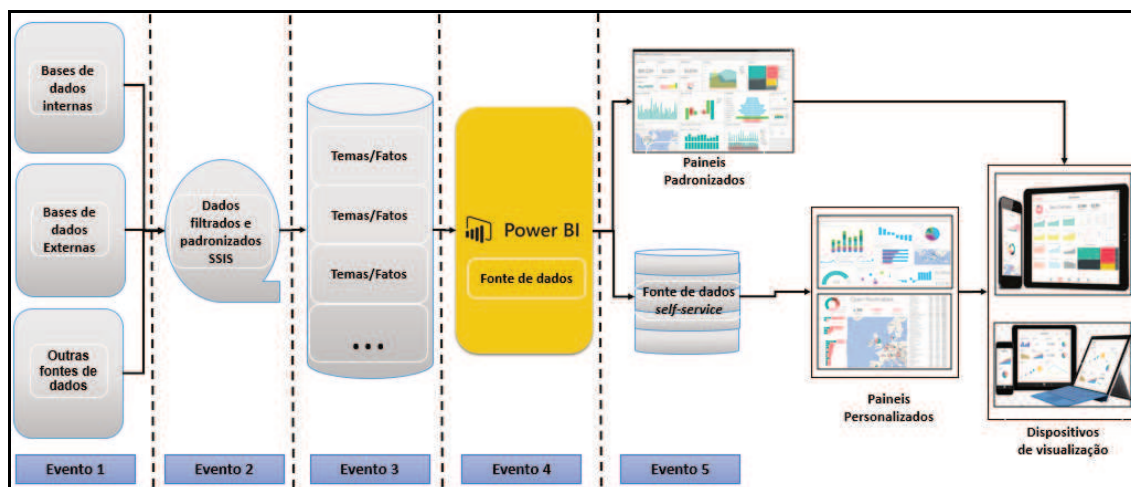 Bases de
dados
internas
Bases de
dados
Externas
Outras
fontes de
dados
Dados
filtrados e
padronizados
SSIS
Temas/Fatos
Temas/Fatos
Temas/Fatos
...
Power BI
Fonte de dados
Paineis
Padronizados
Fonte de dados
self-service
Paineis
Personalizados
Dispositivos
de visualização
Evento 1
Evento 2
Evento 3
Evento 4
Evento 5